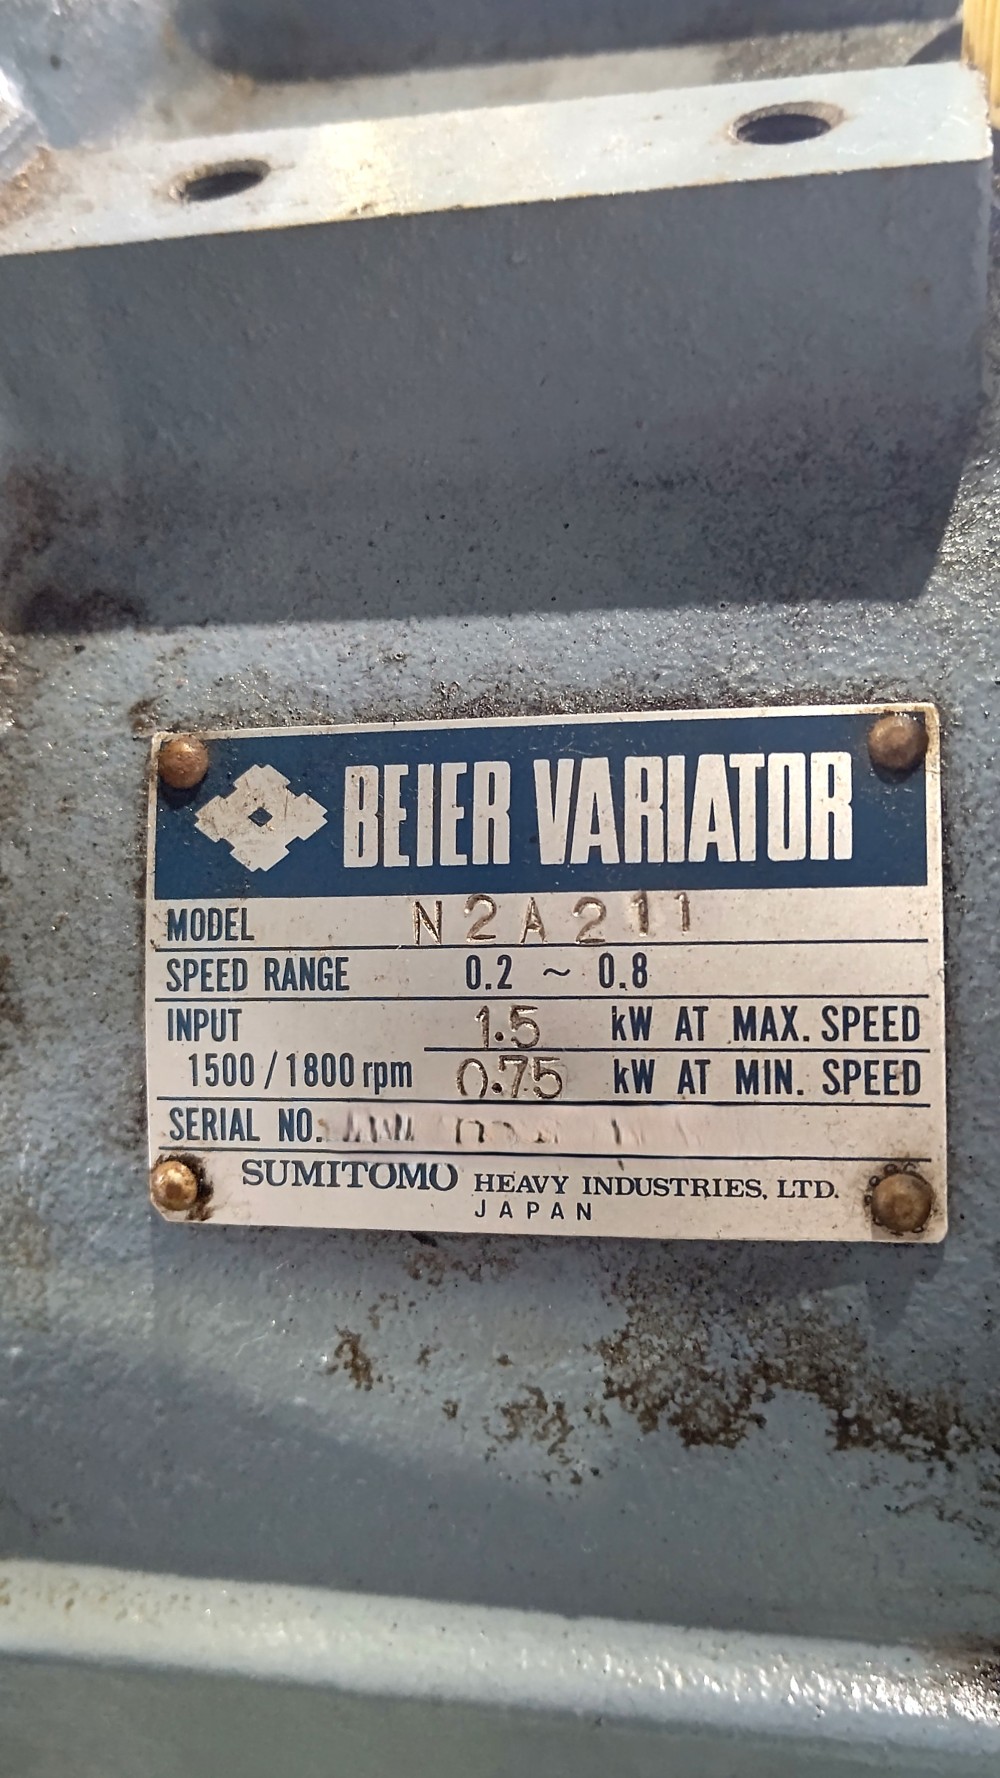 BEIER VARIATOR
MODEL N2A211
SPEED RANGE 0.2 ~ 0.8
INPUT 1.5 kW AT MAX. SPEED
1500/1800 rpm 0.75 kW AT MIN. SPEED
SERIAL NO.
SUMITOMO HEAVY INDUSTRIES, LTD.
JAPAN